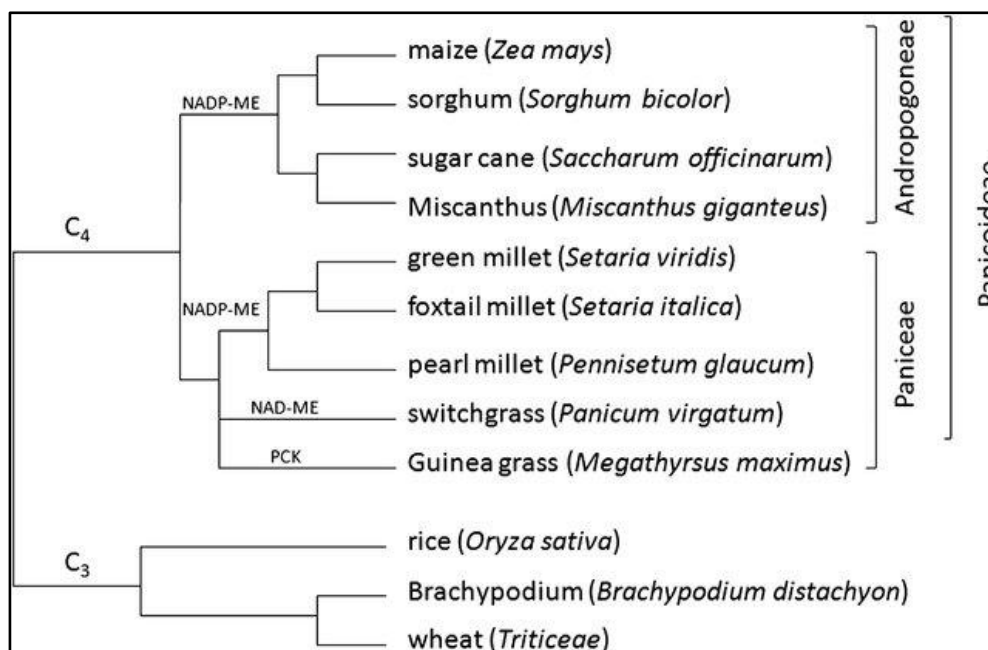 maize (Zea mays)
NADP-ME
sorghum (Sorghum bicolor)
sugar cane (Saccharum officinarum)
Miscanthus (Miscanthus giganteus)
Andropogoneae
C₄
green millet (Setaria viridis)
NADP-ME
foxtail millet (Setaria italica)
pearl millet (Pennisetum glaucum)
NAD-ME
switchgrass (Panicum virgatum)
PCK
Guinea grass (Megathyrsus maximus)
Paniceae
Panicoideae
C₃
rice (Oryza sativa)
Brachypodium (Brachypodium distachyon)
wheat (Triticeae)